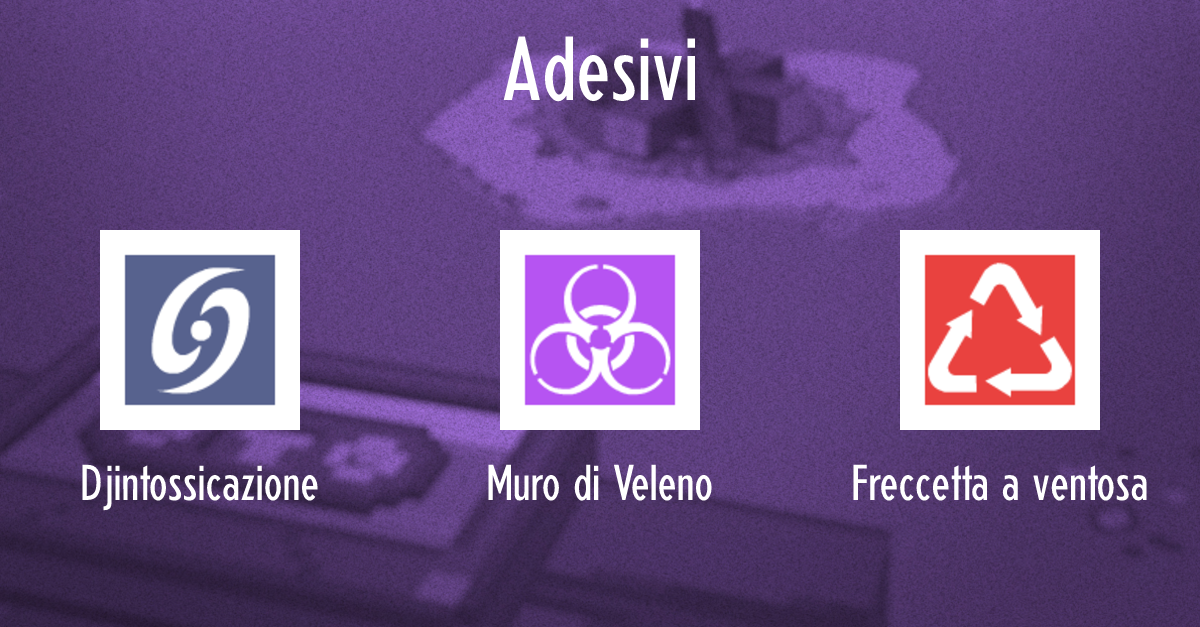 Adesivi
Djintossicazione
Muro di Veleno
Freccetta a ventosa